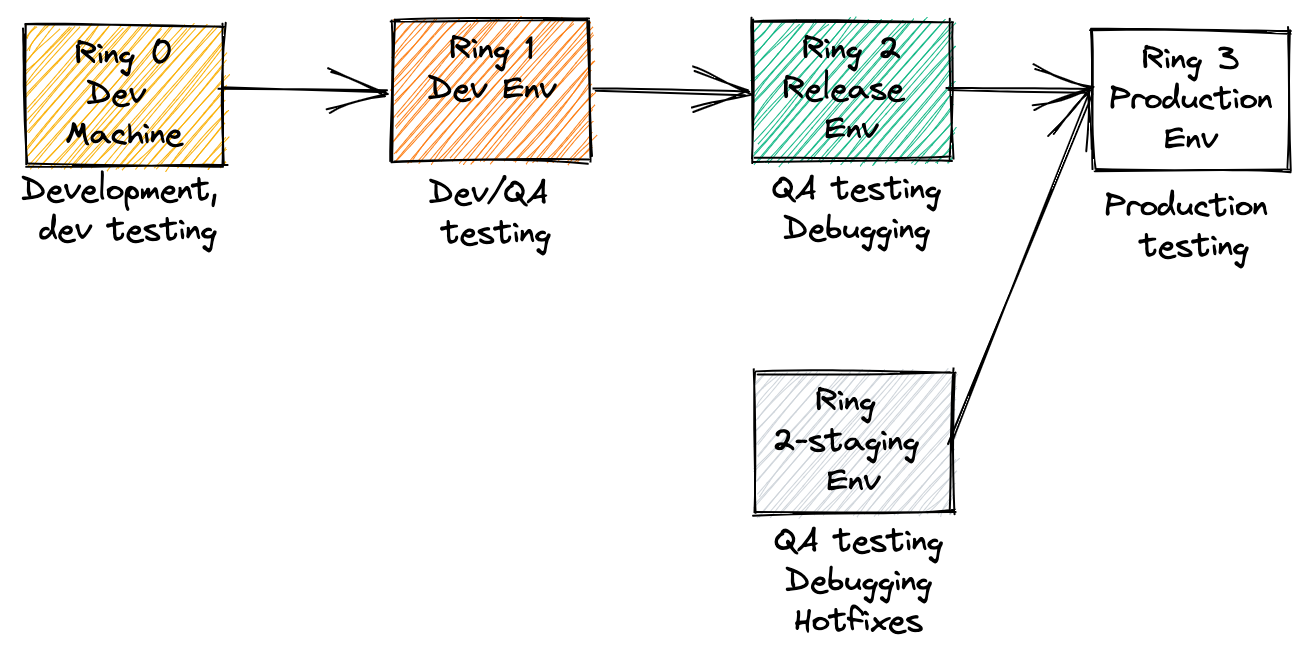 Ring 0
Dev
Machine
Development,
dev testing
Ring 1
Dev Env
Dev/QA
testing
Ring 2
Release
Env
QA testing
Debugging
Ring 3
Production
Env
Production
testing
Ring
2-staging
Env
QA testing
Debugging
Hotfixes